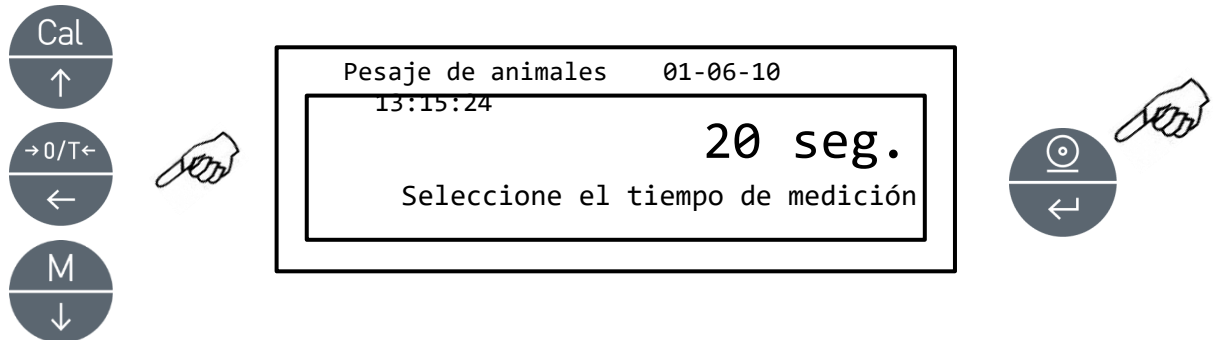 Cal
↑
→0/T←
←
M
↓
Pesaje de animales 01-06-10
13:15:24
20 seg.
Seleccione el tiempo de medición